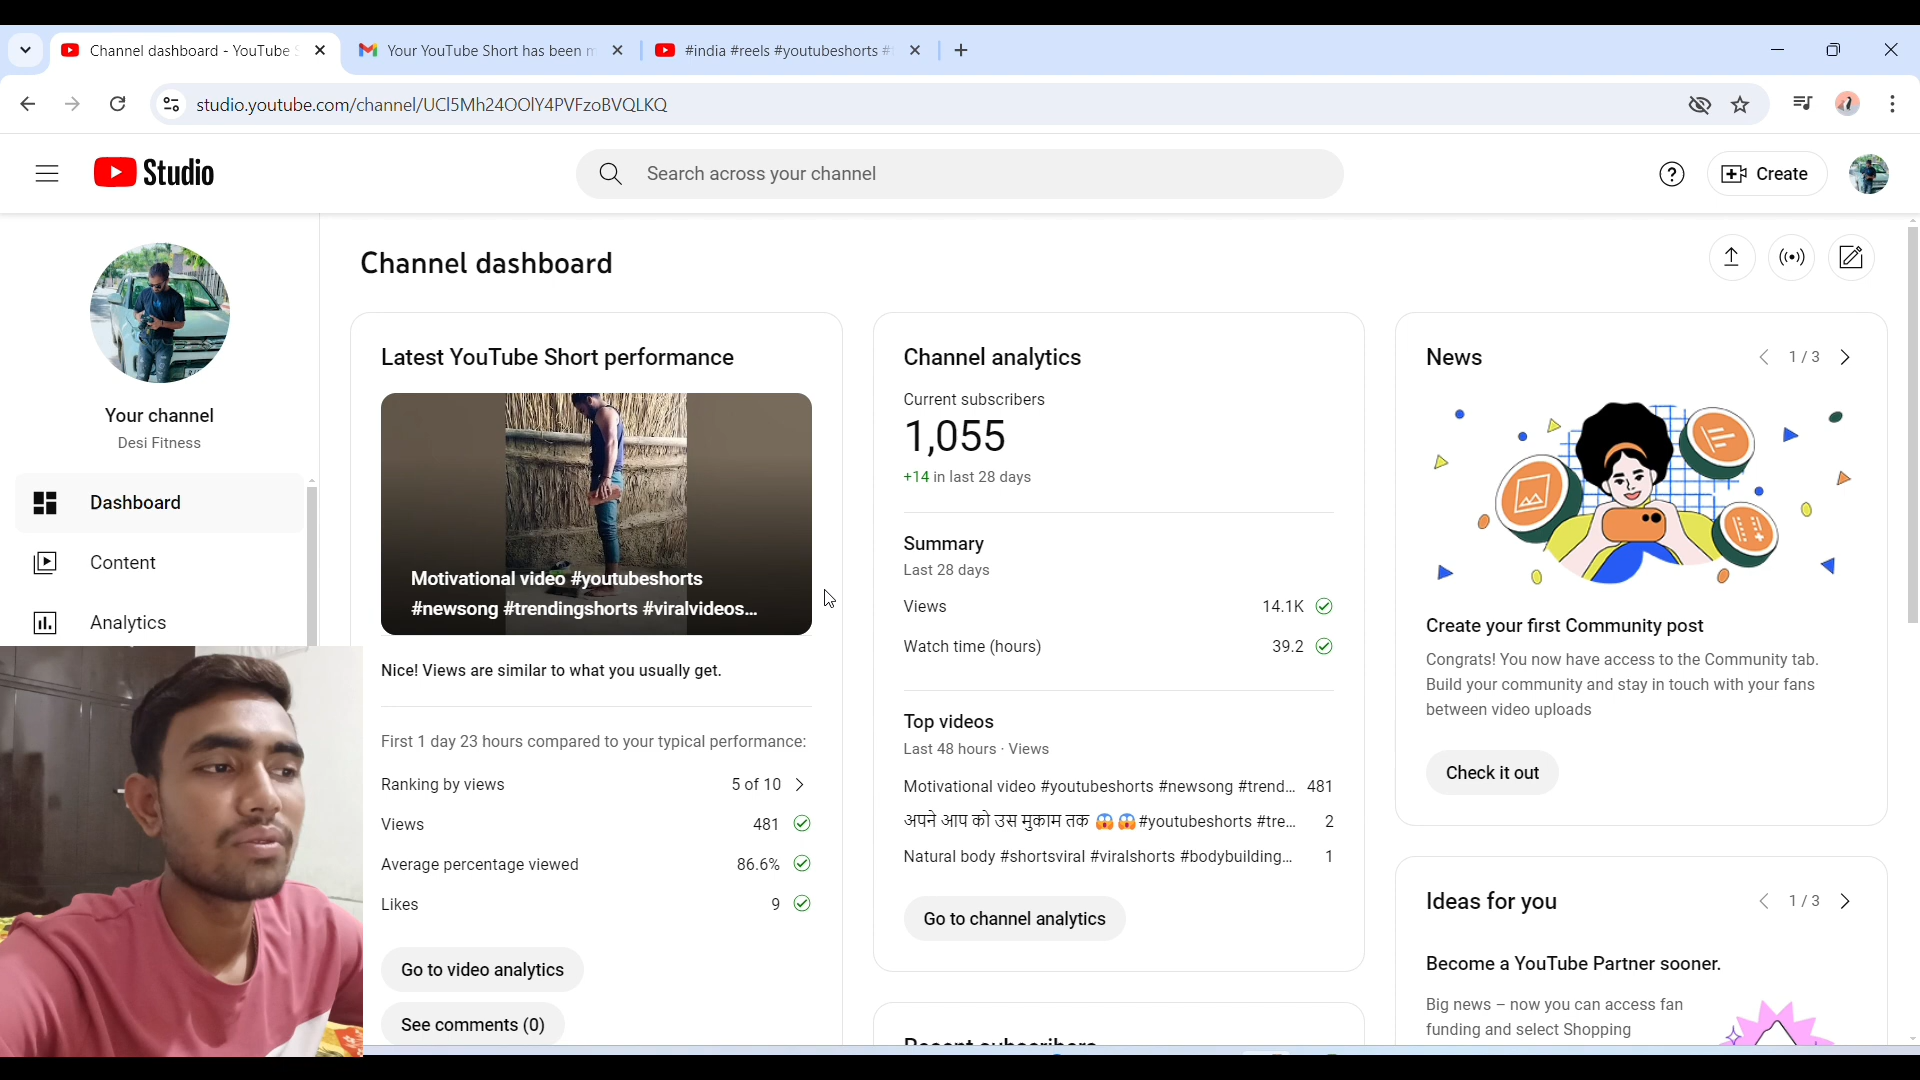 Channel dashboard - YouTube S
Your YouTube Short has been m
#india #reels #youtubeshorts #
studio.youtube.com/channel/UCl5Mh24OOlY4PVFzoBVQLKQ
Studio
Search across your channel
Create
Your channel
Desi Fitness
Dashboard
Content
Analytics
Channel dashboard
Latest YouTube Short performance
Motivational video #youtubeshorts
#newsong #trendingshorts #viralvideos...
Nice! Views are similar to what you usually get.
First 1 day 23 hours compared to your typical performance:
Ranking by views 5 of 10
Views 481
Average percentage viewed 86.6%
Likes 9
Go to video analytics
See comments (0)
Channel analytics
Current subscribers
1,055
+14 in last 28 days
Summary
Last 28 days
Views 14.1K
Watch time (hours) 39.2
Top videos
Last 48 hours · Views
Motivational video #youtubeshorts #newsong #trend... 481
अपने आप को उस मुकाम तक 😱😱#youtubeshorts #tre... 2
Natural body #shortsviral #viralshorts #bodybuilding... 1
Go to channel analytics
Recent subscribers
News
1 / 3
Create your first Community post
Congrats! You now have access to the Community tab.
Build your community and stay in touch with your fans
between video uploads
Check it out
Ideas for you
1 / 3
Become a YouTube Partner sooner.
Big news – now you can access fan
funding and select Shopping